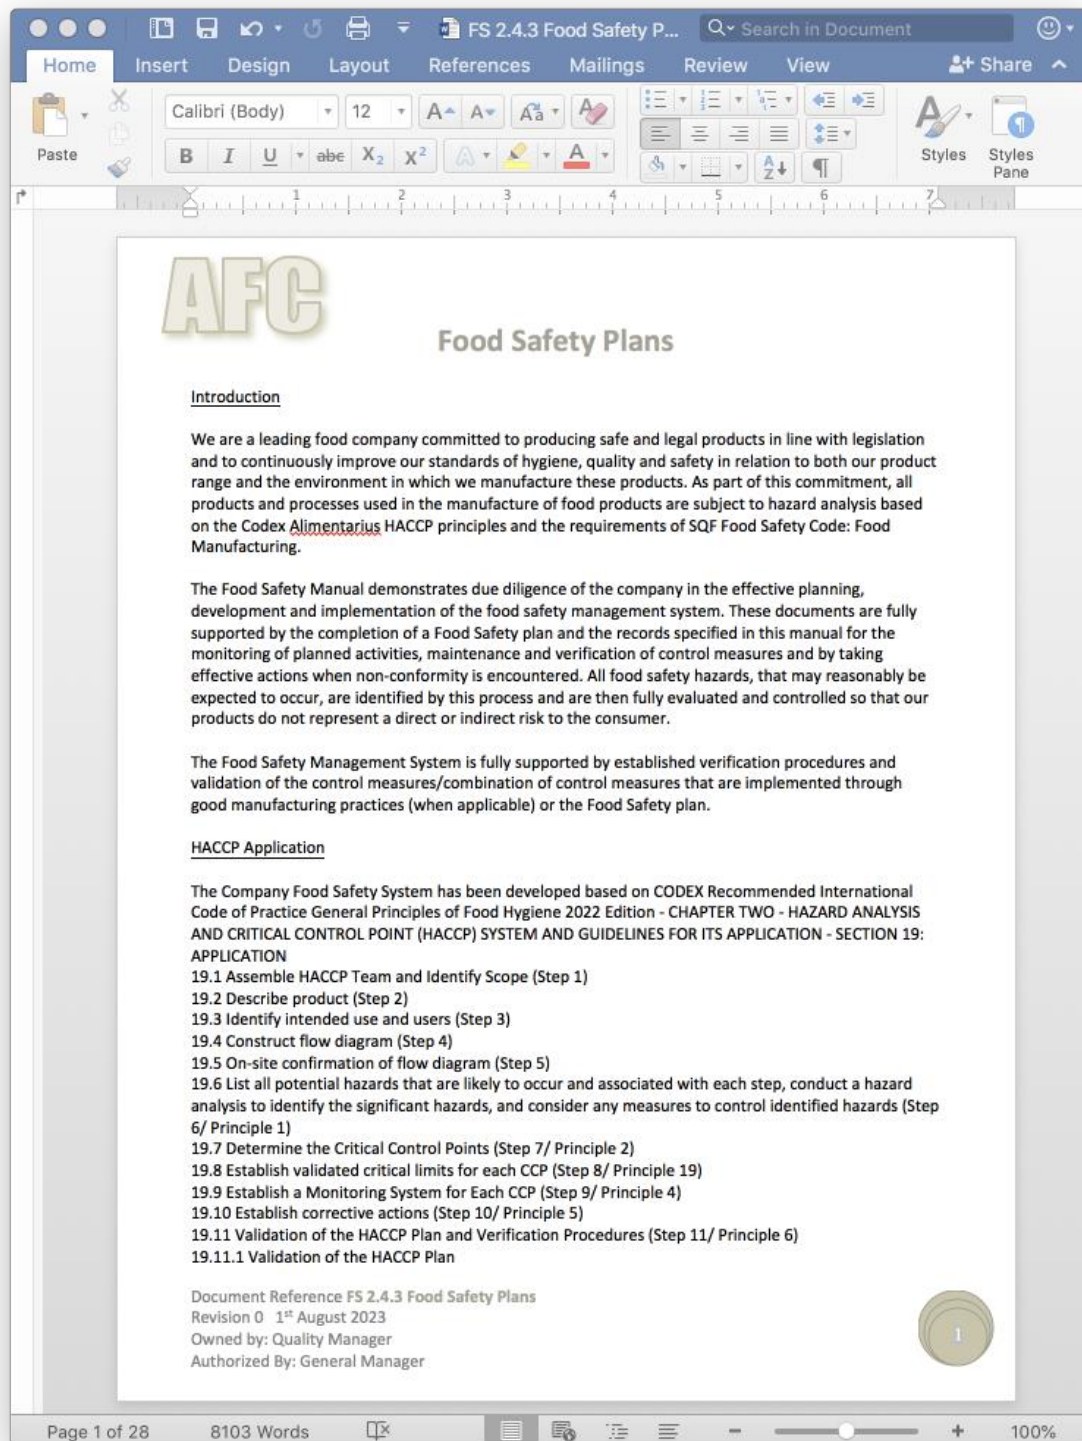 FS 2.4.3 Food Safety P...
Search in Document
Home Insert Design Layout References Mailings Review View Share
Paste
Calibri (Body) 12
B I U abc X2 X2 A A
Styles
Styles Pane
1 2 3 4 5 6 7
AFC
Food Safety Plans
Introduction
We are a leading food company committed to producing safe and legal products in line with legislation
and to continuously improve our standards of hygiene, quality and safety in relation to both our product
range and the environment in which we manufacture these products. As part of this commitment, all
products and processes used in the manufacture of food products are subject to hazard analysis based
on the Codex Alimentarius HACCP principles and the requirements of SQF Food Safety Code: Food
Manufacturing.
The Food Safety Manual demonstrates due diligence of the company in the effective planning,
development and implementation of the food safety management system. These documents are fully
supported by the completion of a Food Safety plan and the records specified in this manual for the
monitoring of planned activities, maintenance and verification of control measures and by taking
effective actions when non-conformity is encountered. All food safety hazards, that may reasonably be
expected to occur, are identified by this process and are then fully evaluated and controlled so that our
products do not represent a direct or indirect risk to the consumer.
The Food Safety Management System is fully supported by established verification procedures and
validation of the control measures/combination of control measures that are implemented through
good manufacturing practices (when applicable) or the Food Safety plan.
HACCP Application
The Company Food Safety System has been developed based on CODEX Recommended International
Code of Practice General Principles of Food Hygiene 2022 Edition - CHAPTER TWO - HAZARD ANALYSIS
AND CRITICAL CONTROL POINT (HACCP) SYSTEM AND GUIDELINES FOR ITS APPLICATION - SECTION 19:
APPLICATION
19.1 Assemble HACCP Team and Identify Scope (Step 1)
19.2 Describe product (Step 2)
19.3 Identify intended use and users (Step 3)
19.4 Construct flow diagram (Step 4)
19.5 On-site confirmation of flow diagram (Step 5)
19.6 List all potential hazards that are likely to occur and associated with each step, conduct a hazard
analysis to identify the significant hazards, and consider any measures to control identified hazards (Step
6/ Principle 1)
19.7 Determine the Critical Control Points (Step 7/ Principle 2)
19.8 Establish validated critical limits for each CCP (Step 8/ Principle 19)
19.9 Establish a Monitoring System for Each CCP (Step 9/ Principle 4)
19.10 Establish corrective actions (Step 10/ Principle 5)
19.11 Validation of the HACCP Plan and Verification Procedures (Step 11/ Principle 6)
19.11.1 Validation of the HACCP Plan
Document Reference FS 2.4.3 Food Safety Plans
Revision 0 1st August 2023
Owned by: Quality Manager
Authorized By: General Manager
1
Page 1 of 28 8103 Words 100%